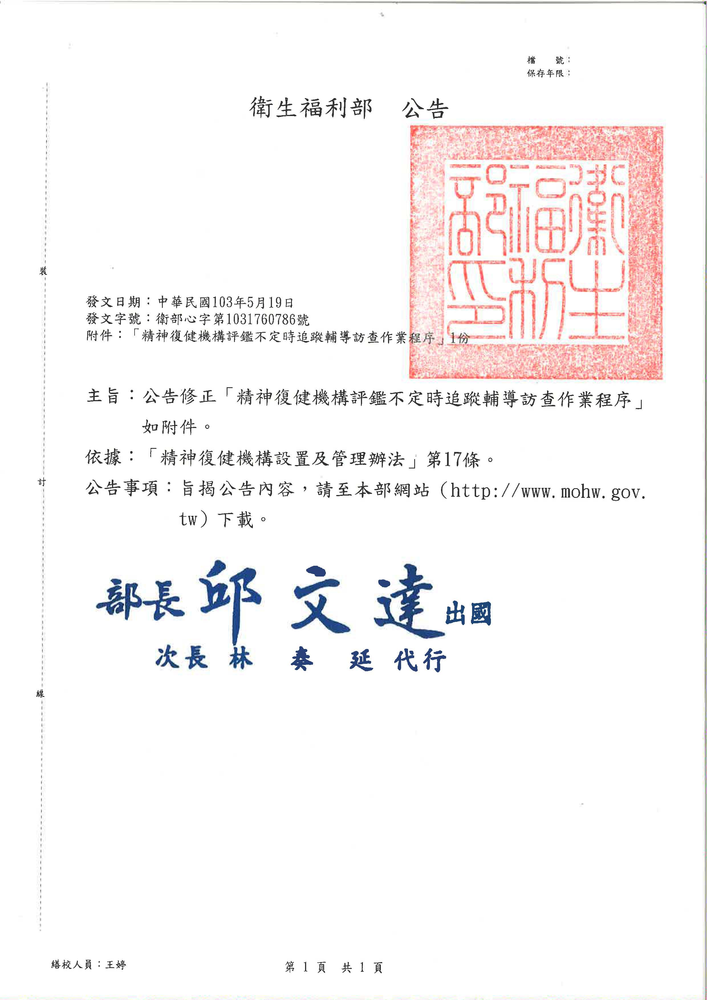 檔　　號：
保存年限：
衛生福利部　公告
衛生福利部印
發文日期：中華民國103年5月19日
發文字號：衛部心字第1031760786號
附件：「精神復健機構評鑑不定時追蹤輔導訪查作業程序」1份
主旨：公告修正「精神復健機構評鑑不定時追蹤輔導訪查作業程序」
如附件。
依據：「精神復健機構設置及管理辦法」第17條。
公告事項：旨揭公告內容，請至本部網站（http://www.mohw.gov.
tw）下載。
部長邱文達出國
次長林奏延代行
裝
訂
線
繕校人員：王婷
第 1 頁　共 1 頁